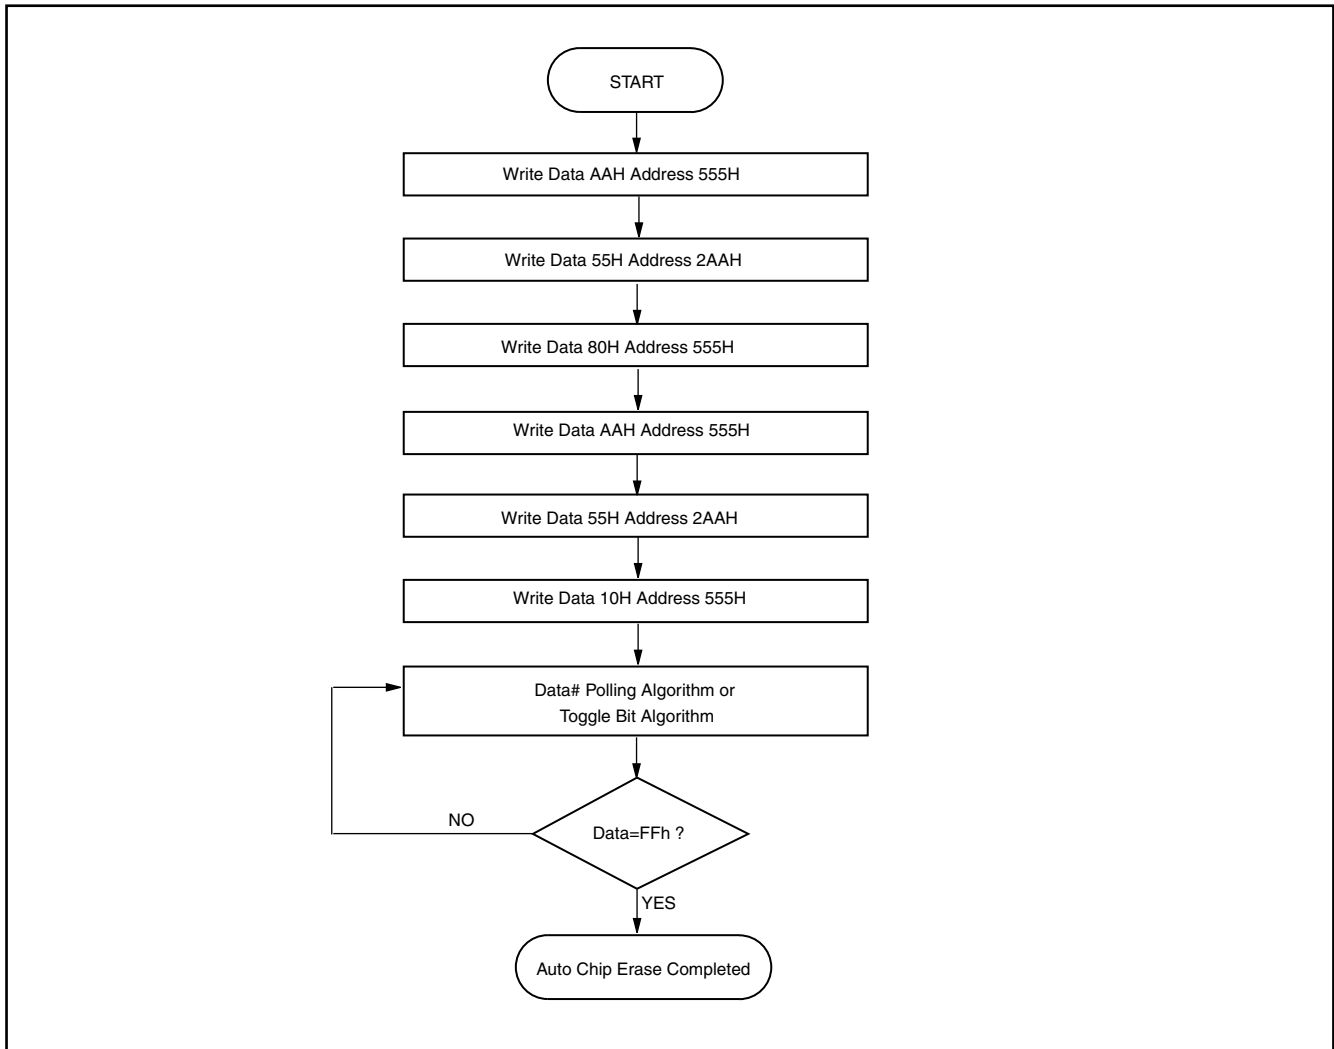 START
Write Data AAH Address 555H
Write Data 55H Address 2AAH
Write Data 80H Address 555H
Write Data AAH Address 555H
Write Data 55H Address 2AAH
Write Data 10H Address 555H
Data# Polling Algorithm or
Toggle Bit Algorithm
NO
Data=FFh ?
YES
Auto Chip Erase Completed